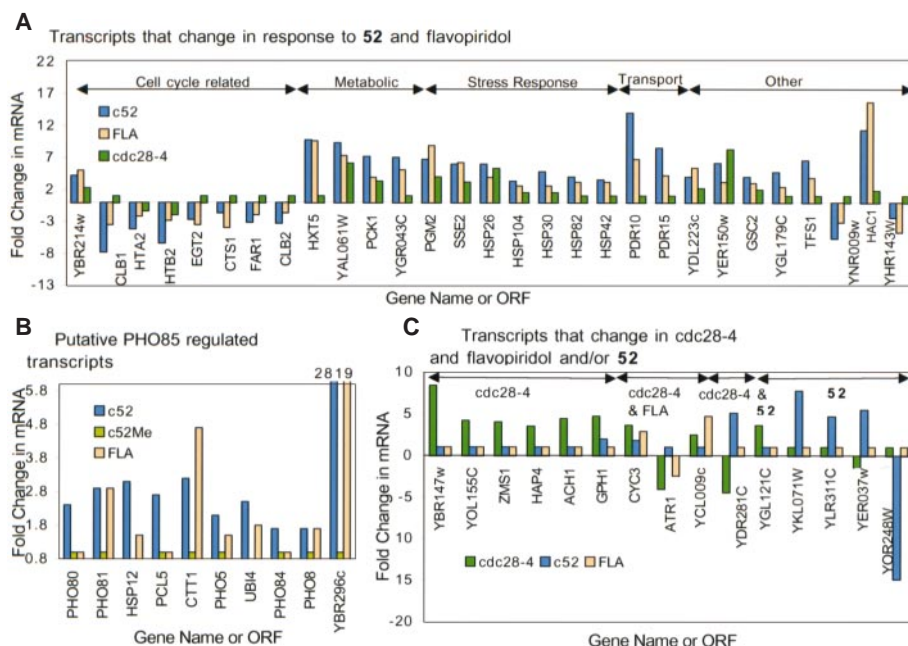 A
Transcripts that change in response to 52 and flavopiridol
22
17
12
7
2
-3
-8
-13
Fold Change in mRNA
Cell cycle related
Metabolic
Stress Response
Transport
Other
c52
FLA
cdc28-4
YBR214w
CLB1
HTA2
HTB2
EGT2
CTS1
FAR1
CLB2
HXT5
YAL061W
PCK1
YGR043C
PGM2
SSE2
HSP26
HSP104
HSP30
HSP82
HSP42
PDR10
PDR15
YDL223c
YER150w
GSC2
YGL179C
TFS1
YNR009w
HAC1
YHR143W
Gene Name or ORF
B
Putative PHO85 regulated
transcripts
28 19
5.8
4.8
3.8
2.8
1.8
0.8
Fold Change in mRNA
c52
c52Me
FLA
PHO80
PHO81
HSP12
PCL5
CTT1
PHO5
UBI4
PHO84
PHO8
YBR296c
Gene Name or ORF
C
Transcripts that change in cdc28-4
and flavopiridol and/or 52
10
5
0
-5
-10
15
-20
Fold Change in mRNA
cdc28-4
cdc28-4
& FLA
cdc28-4
&
52
52
YBR147w
YOL155C
ZMS1
HAP4
ACH1
GPH1
CYC3
ATR1
YCL009c
YDR281C
YGL121C
YKL071W
YLR311C
YER037w
YOR248W
cdc28-4
c52
FLA
Gene Name or ORF